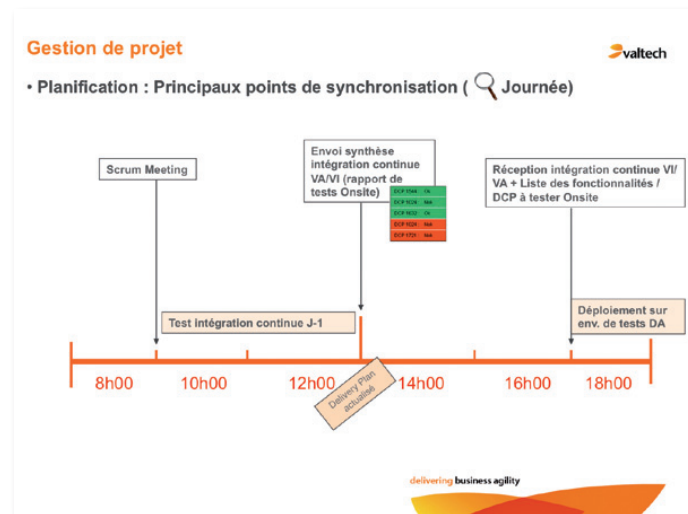 Gestion de projet
valtech
• Planification : Principaux points de synchronisation ( Journée)
Scrum Meeting
Envoi synthèse
intégration continue
VA/VI (rapport de
tests Onsite)
Réception intégration continue VI/
VA + Liste des fonctionnalités /
DCP à tester Onsite
Test intégration continue J-1
Déploiement sur
env. de tests DA
8h00 10h00 12h00 14h00 16h00 18h00
Delivery Plan
actualisé
delivering business agility